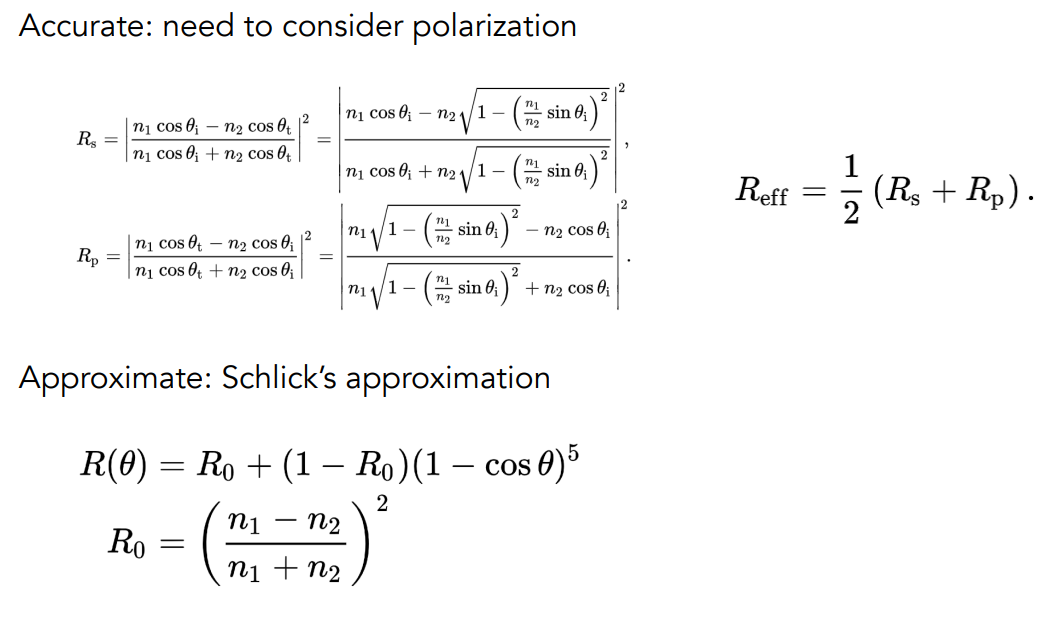 Accurate: need to consider polarization
$R_s = \left| \frac{n_1 \cos\theta_i - n_2 \cos\theta_t}{n_1 \cos\theta_i + n_2 \cos\theta_t} \right|^2 = \left| \frac{n_1 \cos\theta_i - n_2 \sqrt{1 - \left( \frac{n_1}{n_2} \sin\theta_i \right)^2}}{n_1 \cos\theta_i + n_2 \sqrt{1 - \left( \frac{n_1}{n_2} \sin\theta_i \right)^2}} \right|^2,$
$R_p = \left| \frac{n_1 \cos\theta_t - n_2 \cos\theta_i}{n_1 \cos\theta_t + n_2 \cos\theta_i} \right|^2 = \left| \frac{n_1 \sqrt{1 - \left( \frac{n_1}{n_2} \sin\theta_i \right)^2} - n_2 \cos\theta_i}{n_1 \sqrt{1 - \left( \frac{n_1}{n_2} \sin\theta_i \right)^2} + n_2 \cos\theta_i} \right|^2.$
$R_{\text{eff}} = \frac{1}{2} (R_s + R_p).$
Approximate: Schlick’s approximation
$R(\theta) = R_0 + (1 - R_0)(1 - \cos\theta)^5$
$R_0 = \left( \frac{n_1 - n_2}{n_1 + n_2} \right)^2$